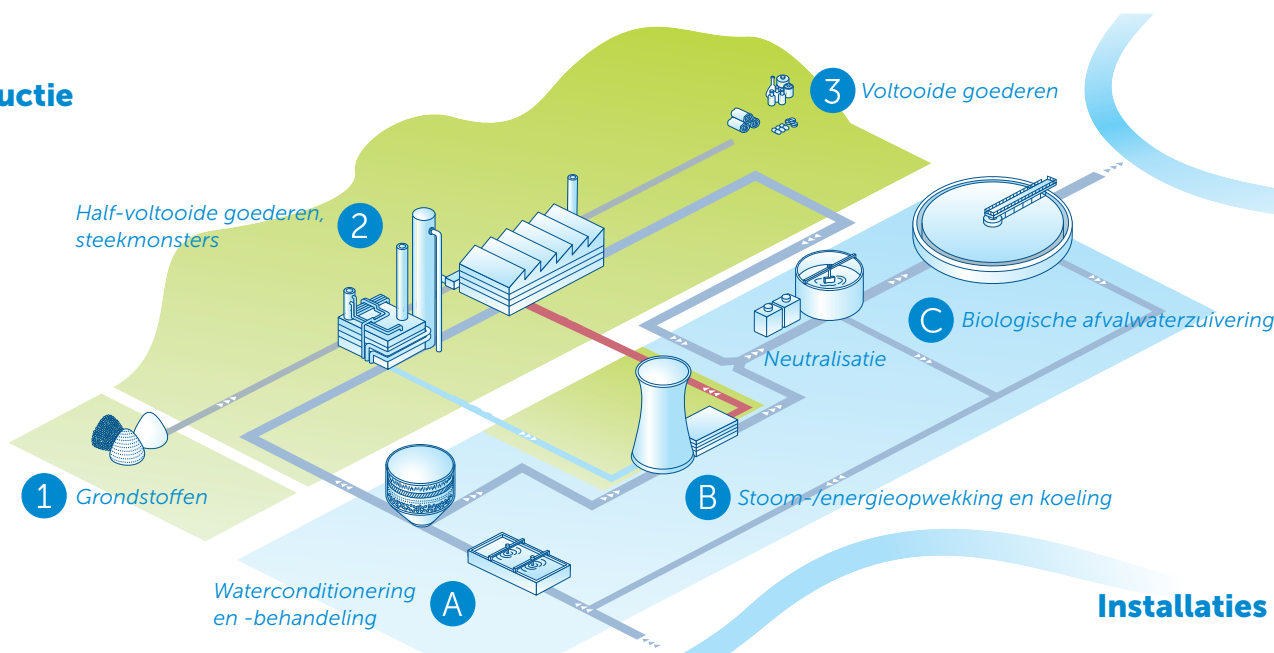 uctie
3 Voltooide goederen
Half-voltooide goederen,
steekmonsters
2
C Biologische afvalwaterzuivering
Neutralisatie
1 Grondstoffen
B Stoom-/energieopwekking en koeling
Waterconditionering
en -behandeling
A
Installaties